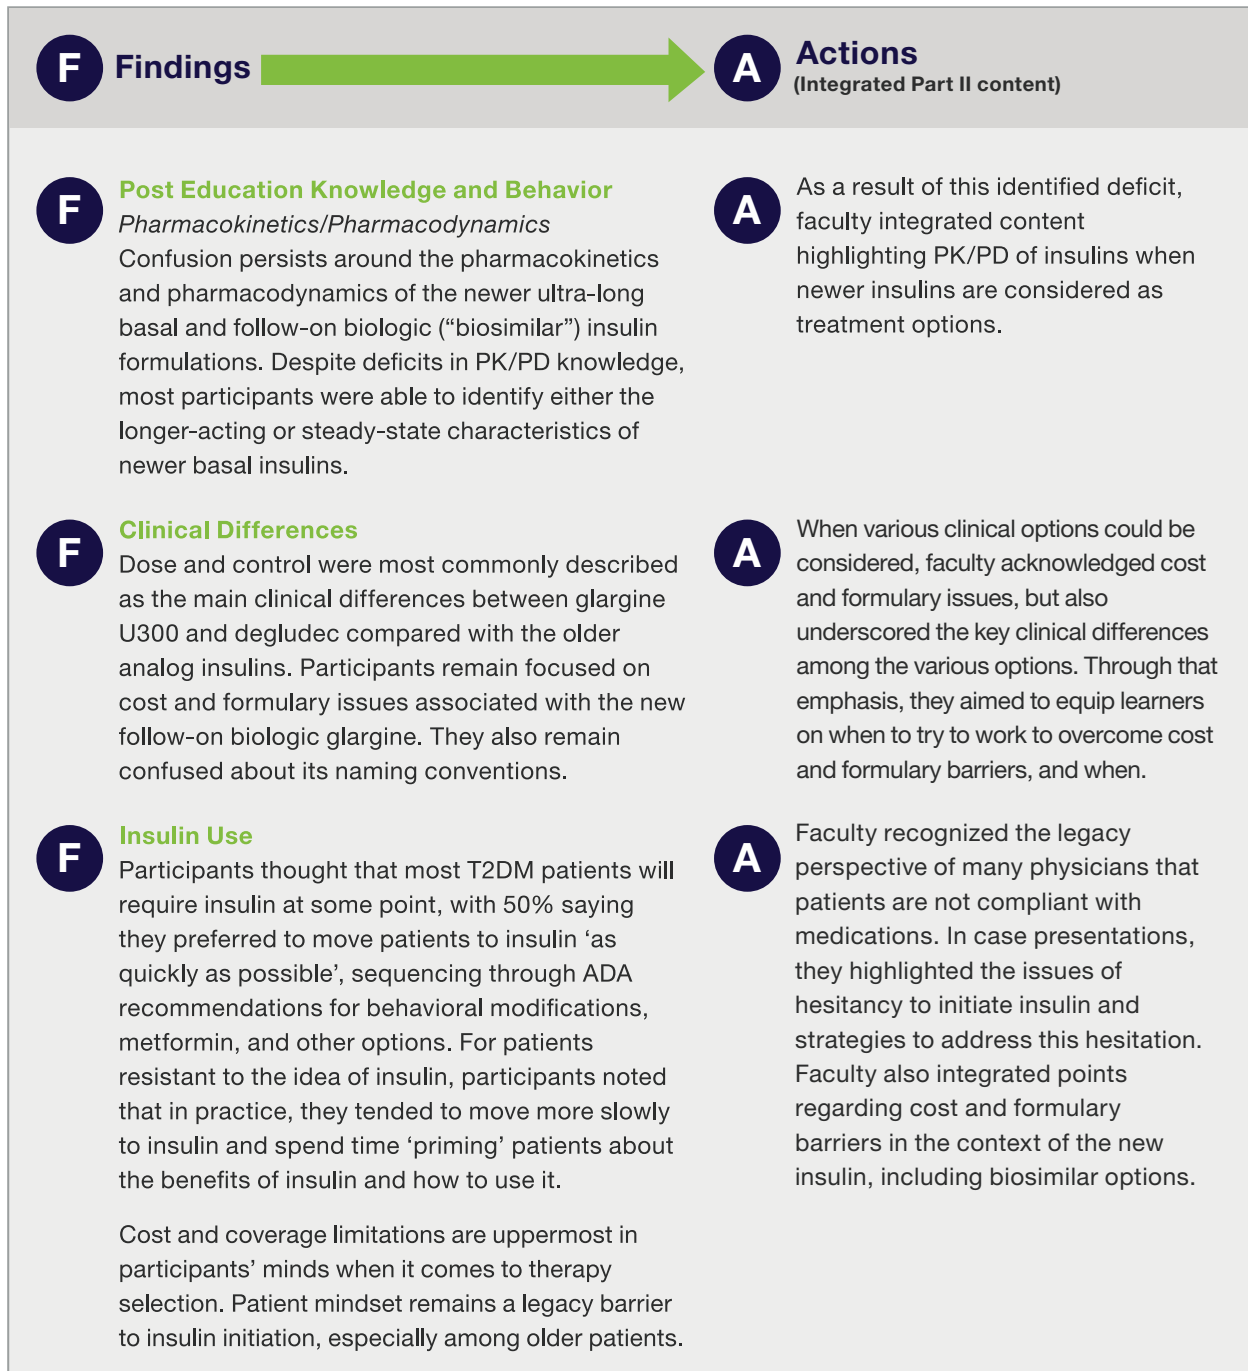 F Findings
A Actions
(Integrated Part II content)
F Post Education Knowledge and Behavior
Pharmacokinetics/Pharmacodynamics
Confusion persists around the pharmacokinetics
and pharmacodynamics of the newer ultra-long
basal and follow-on biologic (“biosimilar”) insulin
formulations. Despite deficits in PK/PD knowledge,
most participants were able to identify either the
longer-acting or steady-state characteristics of
newer basal insulins.
A As a result of this identified deficit,
faculty integrated content
highlighting PK/PD of insulins when
newer insulins are considered as
treatment options.
F Clinical Differences
Dose and control were most commonly described
as the main clinical differences between glargine
U300 and degludec compared with the older
analog insulins. Participants remain focused on
cost and formulary issues associated with the new
follow-on biologic glargine. They also remain
confused about its naming conventions.
A When various clinical options could be
considered, faculty acknowledged cost
and formulary issues, but also
underscored the key clinical differences
among the various options. Through that
emphasis, they aimed to equip learners
on when to try to work to overcome cost
and formulary barriers, and when.
F Insulin Use
Participants thought that most T2DM patients will
require insulin at some point, with 50% saying
they preferred to move patients to insulin ‘as
quickly as possible’, sequencing through ADA
recommendations for behavioral modifications,
metformin, and other options. For patients
resistant to the idea of insulin, participants noted
that in practice, they tended to move more slowly
to insulin and spend time ‘priming’ patients about
the benefits of insulin and how to use it.
Cost and coverage limitations are uppermost in
participants’ minds when it comes to therapy
selection. Patient mindset remains a legacy barrier
to insulin initiation, especially among older patients.
A Faculty recognized the legacy
perspective of many physicians that
patients are not compliant with
medications. In case presentations,
they highlighted the issues of
hesitancy to initiate insulin and
strategies to address this hesitation.
Faculty also integrated points
regarding cost and formulary
barriers in the context of the new
insulin, including biosimilar options.